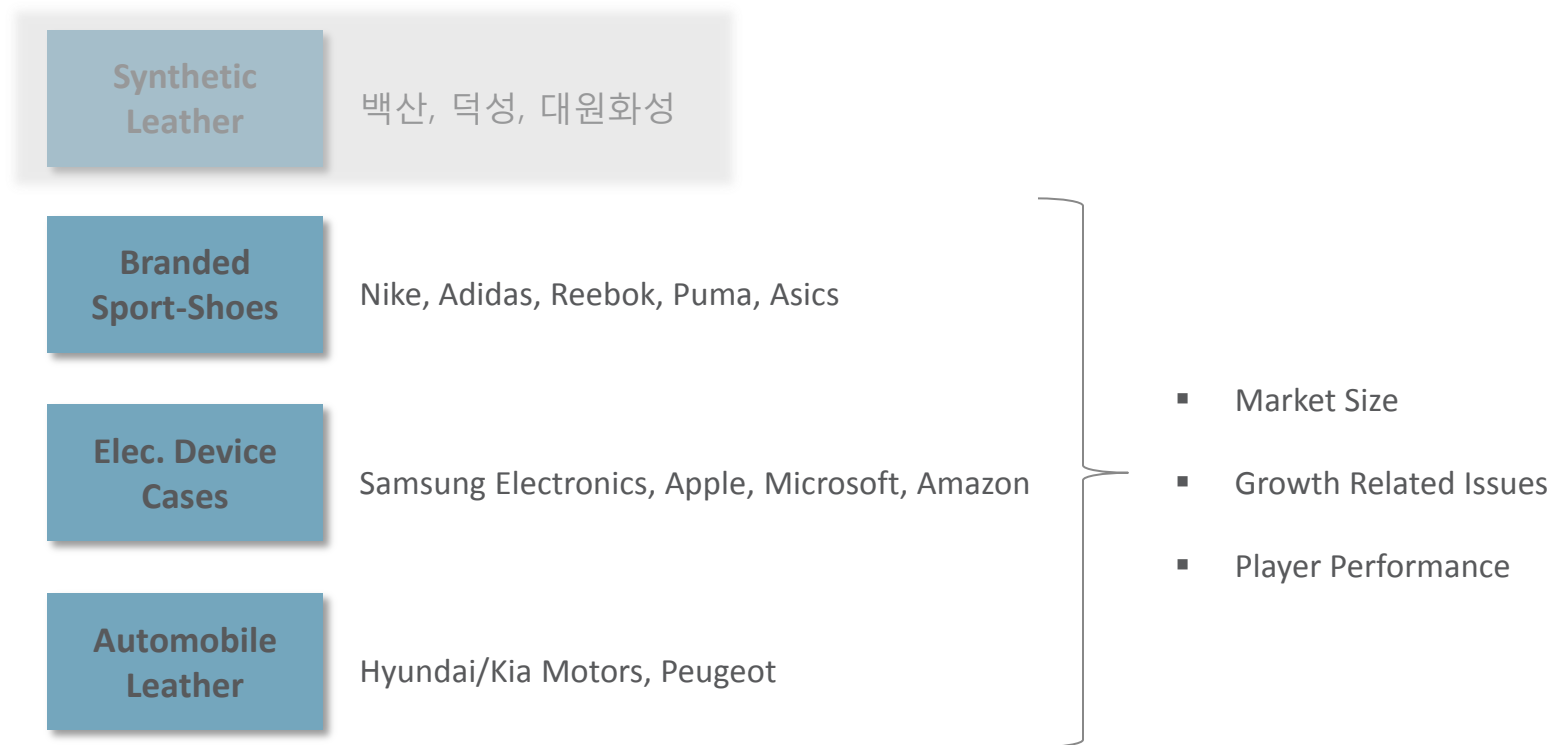 Synthetic
Leather
백산, 덕성, 대원화성
Branded
Sport-Shoes
Nike, Adidas, Reebok, Puma, Asics
Elec. Device
Cases
Samsung Electronics, Apple, Microsoft, Amazon
Automobile
Leather
Hyundai/Kia Motors, Peugeot
▪ Market Size
▪ Growth Related Issues
▪ Player Performance